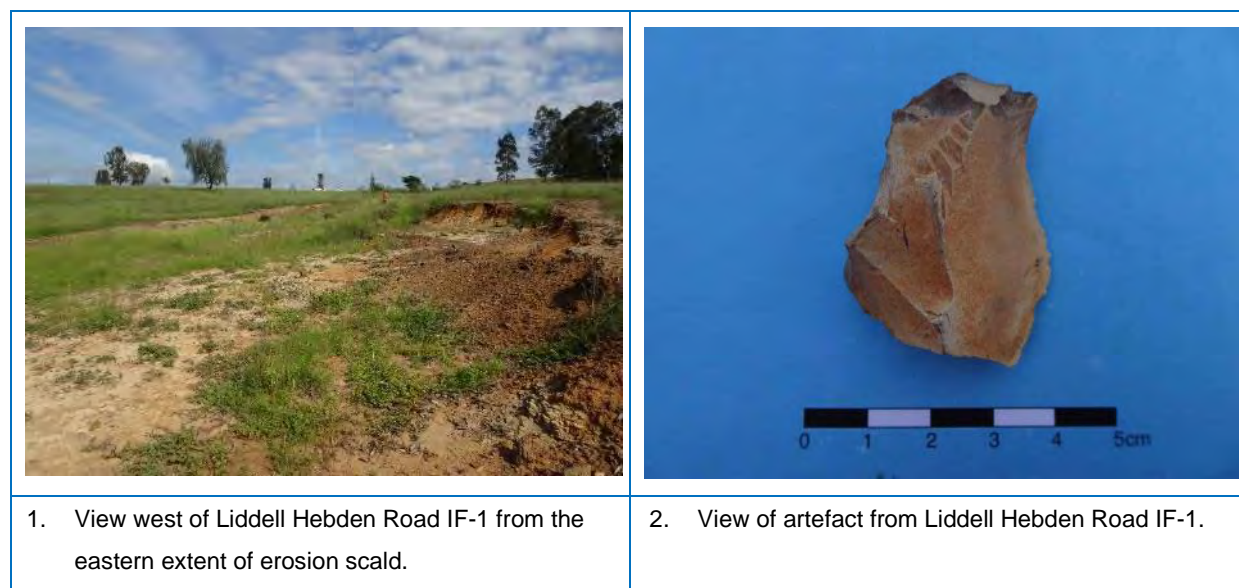 0 1 2 3 4 5cm
1. View west of Liddell Hebden Road IF-1 from the
eastern extent of erosion scald.
2. View of artefact from Liddell Hebden Road IF-1.